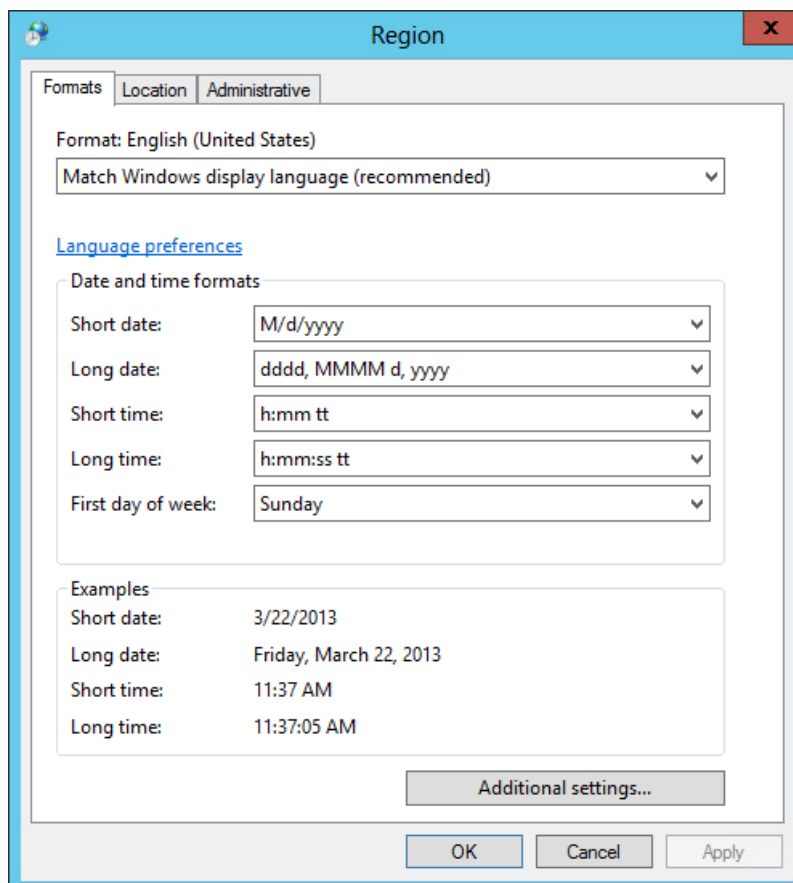 Region
Formats Location Administrative
Format: English (United States)
Match Windows display language (recommended)
Language preferences
Date and time formats
Short date: M/d/yyyy
Long date: dddd, MMMM d, yyyy
Short time: h:mm tt
Long time: h:mm:ss tt
First day of week: Sunday
Examples
Short date: 3/22/2013
Long date: Friday, March 22, 2013
Short time: 11:37 AM
Long time: 11:37:05 AM
Additional settings...
OK Cancel Apply